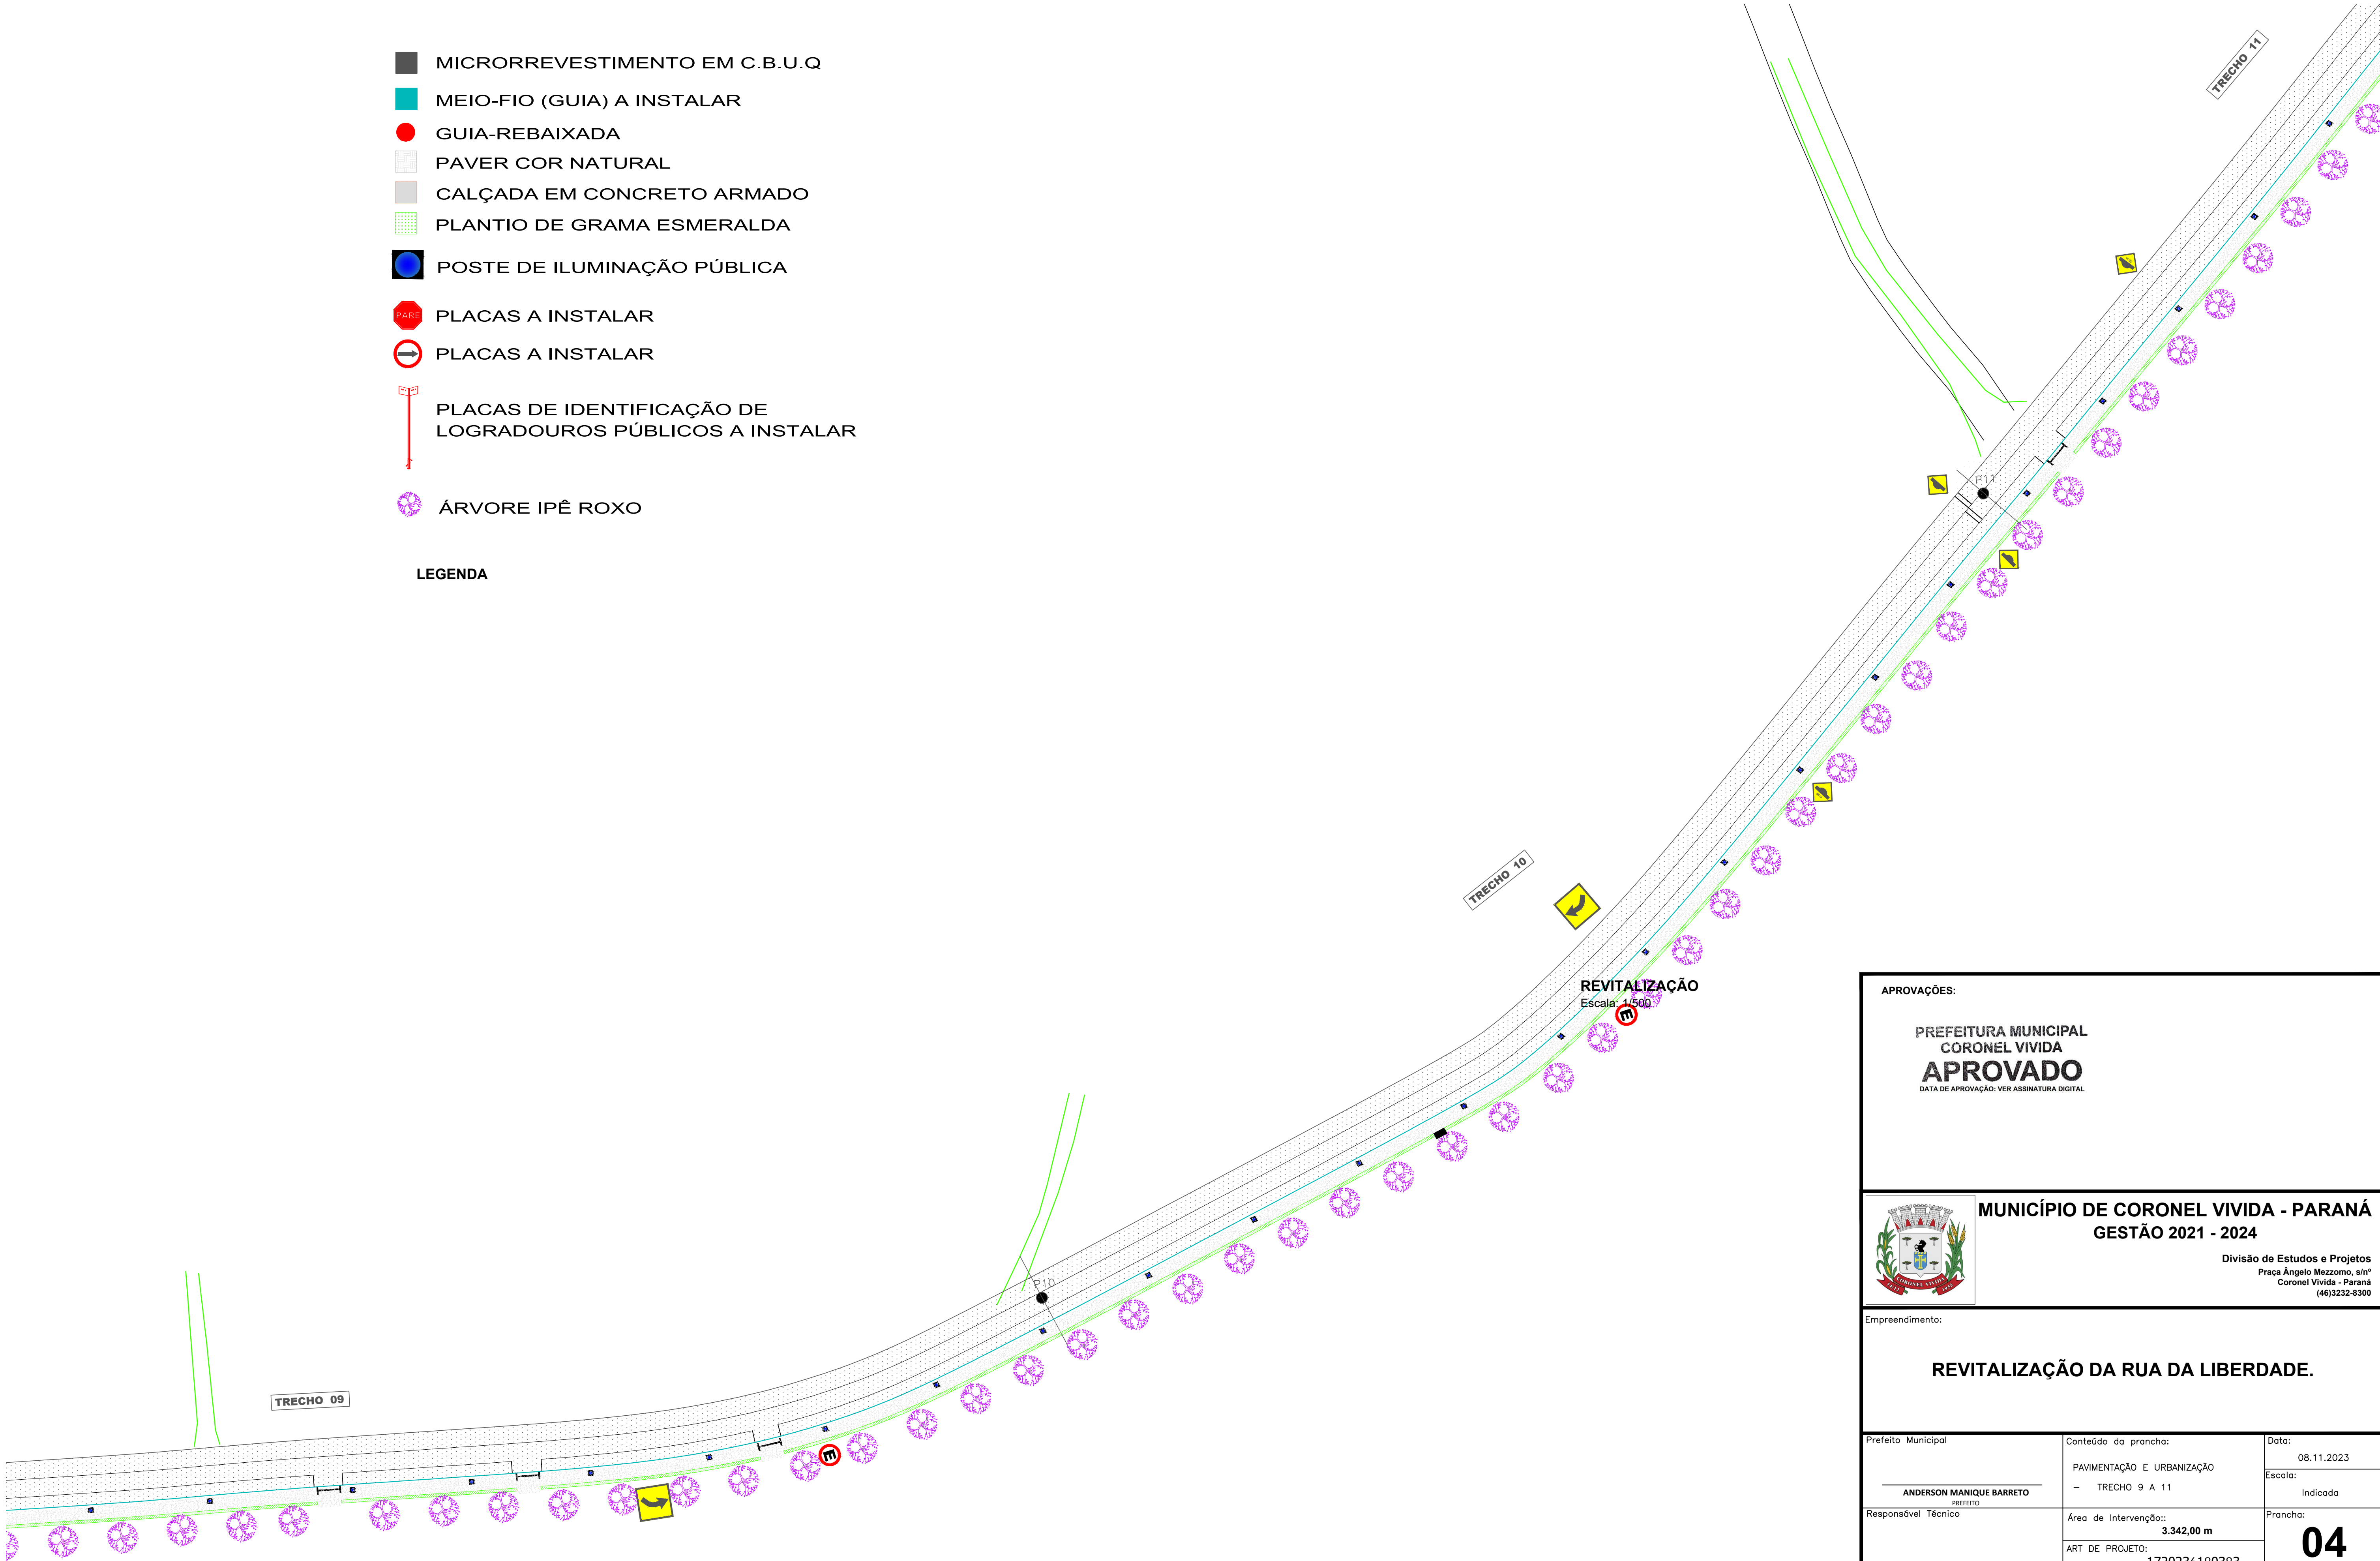 MICRORREVESTIMENTO EM C.B.U.Q
MEIO-FIO (GUIA) A INSTALAR
GUIA-REBAIXADA
PAVER COR NATURAL
CALÇADA EM CONCRETO ARMADO
PLANTIO DE GRAMA ESMERALDA
POSTE DE ILUMINAÇÃO PÚBLICA
PARE
PLACAS A INSTALAR
PLACAS A INSTALAR
PLACAS DE IDENTIFICAÇÃO DE
LOGRADOUROS PÚBLICOS A INSTALAR
ÁRVORE IPÊ ROXO
LEGENDA
TRECHO 11
P11
TRECHO 10
REVITALIZAÇÃO
Escala: 1/500
E
P10
TRECHO 09
E
APROVAÇÕES:
PREFEITURA MUNICIPAL
CORONEL VIVIDA
APROVADO
DATA DE APROVAÇÃO: VER ASSINATURA DIGITAL
MUNICÍPIO DE CORONEL VIVIDA - PARANÁ
GESTÃO 2021 - 2024
Divisão de Estudos e Projetos
Praça Ângelo Mezzomo, s/nº
Coronel Vivida - Paraná
(46)3232-8300
CORONEL VIVIDA
Empreendimento:
REVITALIZAÇÃO DA RUA DA LIBERDADE.
Prefeito Municipal
ANDERSON MANIQUE BARRETO
PREFEITO
Conteúdo da prancha:
PAVIMENTAÇÃO E URBANIZAÇÃO
– TRECHO 9 A 11
Data:
08.11.2023
Escala:
Indicada
Responsável Técnico
Área de Intervenção::
3.342,00 m
ART DE PROJETO:
Prancha:
04